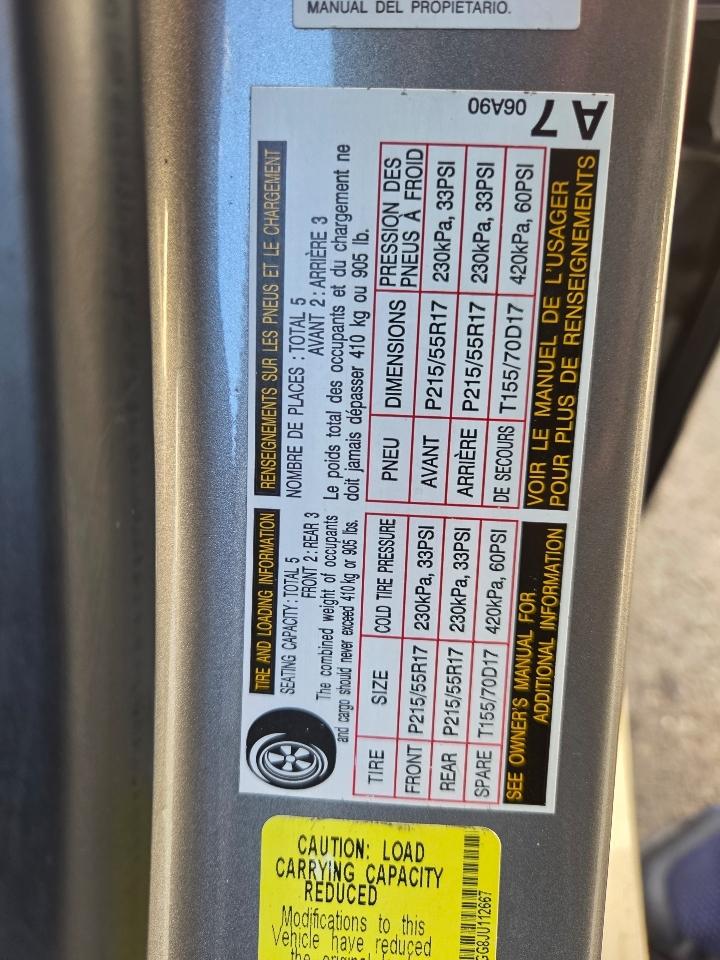 MANUAL DEL PROPIETARIO.
TIRE AND LOADING INFORMATION
SEATING CAPACITY : TOTAL 5
FRONT 2 : REAR 3
The combined weight of occupants
and cargo should never exceed 410 kg or 905 lbs.
TIRE SIZE COLD TIRE PRESSURE
FRONT P215/55R17 230kPa, 33PSI
REAR P215/55R17 230kPa, 33PSI
SPARE T155/70D17 420kPa, 60PSI
SEE OWNER'S MANUAL FOR
ADDITIONAL INFORMATION
RENSEIGNEMENTS SUR LES PNEUS ET LE CHARGEMENT
NOMBRE DE PLACES : TOTAL 5
AVANT 2 : ARRIÈRE 3
Le poids total des occupants et du chargement ne
doit jamais dépasser 410 kg ou 905 lb.
PNEU DIMENSIONS PRESSION DES
PNEUS À FROID
AVANT P215/55R17 230kPa, 33PSI
ARRIÈRE P215/55R17 230kPa, 33PSI
DE SECOURS T155/70D17 420kPa, 60PSI
VOIR LE MANUEL DE L'USAGER
POUR PLUS DE RENSEIGNEMENTS
06A90
A7
CAUTION: LOAD
CARRYING CAPACITY
REDUCED
Modifications to this
Vehicle have reduced
the original
G8JU112667